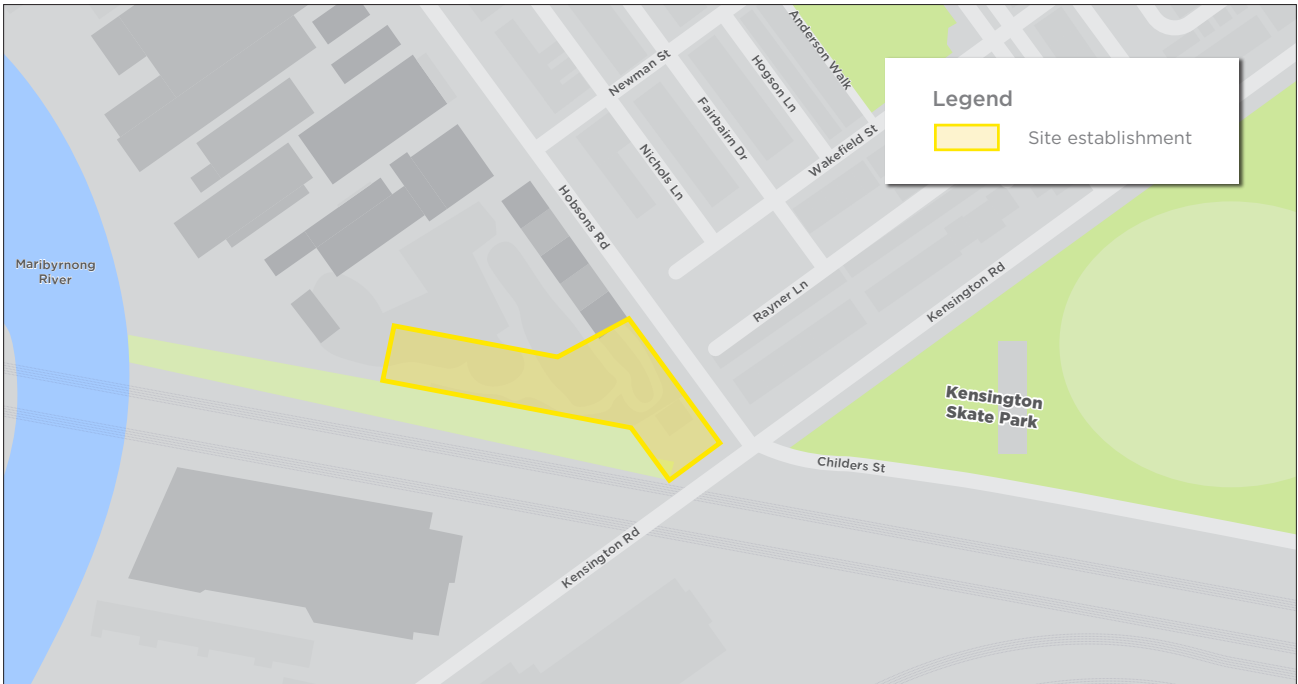 Anderson Walk
Newman St
Hogson Ln
Fairbairn Dr
Legend
Site establishment
Wakefield St
Nichols Ln
Hobsons Rd
Maribyrnong
River
Rayner Ln
Kensington Rd
Kensington
Skate Park
Childers St
Kensington Rd